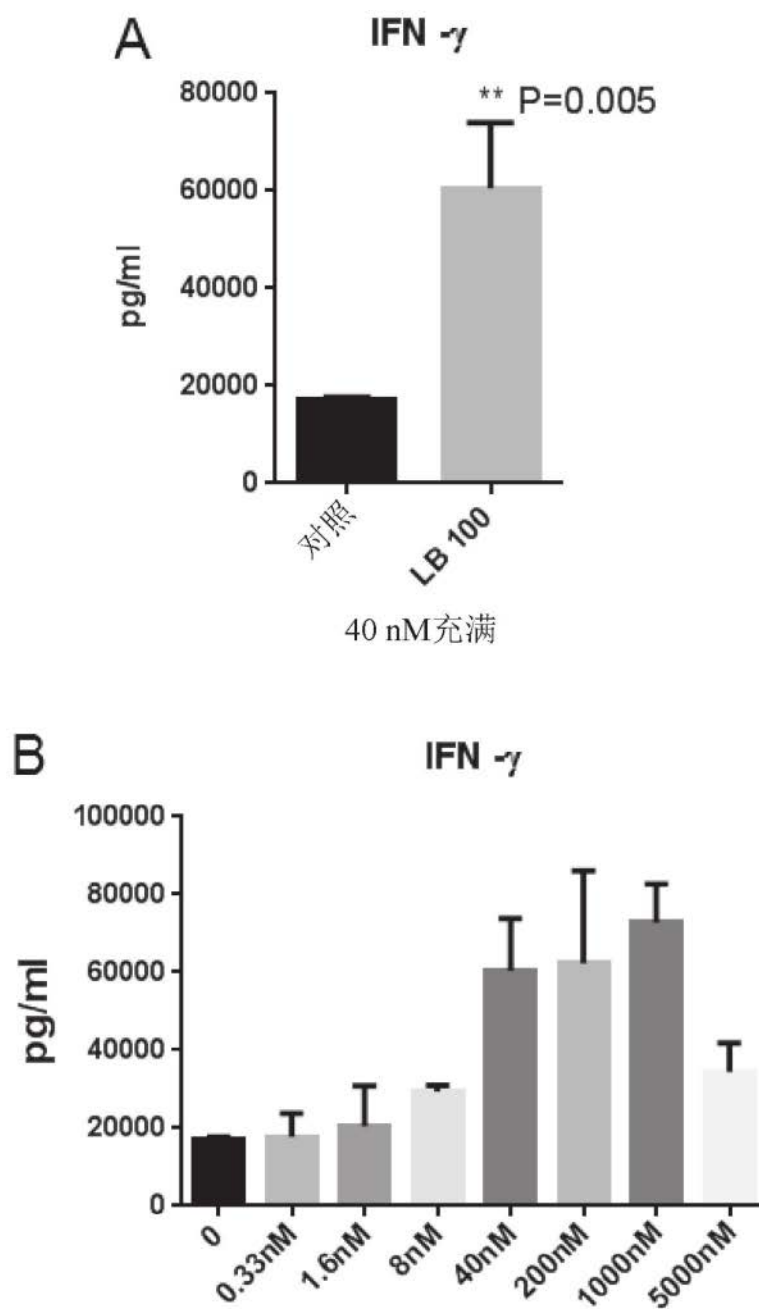 A
IFN -γ
** P=0.005
80000
60000
40000
20000
0
pg/ml
对照
LB 100
40 nM充满
B
IFN -γ
100000
80000
60000
40000
20000
0
pg/ml
0
0.33nM
1.6nM
8nM
40nM
200nM
1000nM
5000nM